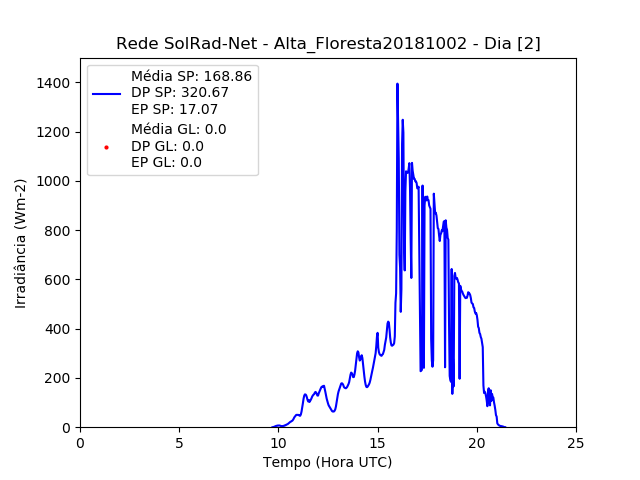 Rede SolRad-Net - Alta_Floresta20181002 - Dia [2]
Média SP: 168.86
DP SP: 320.67
EP SP: 17.07
Média GL: 0.0
DP GL: 0.0
EP GL: 0.0
1400
1200
1000
800
600
400
200
0
Irradiância (Wm-2)
0 5 10 15 20 25
Tempo (Hora UTC)